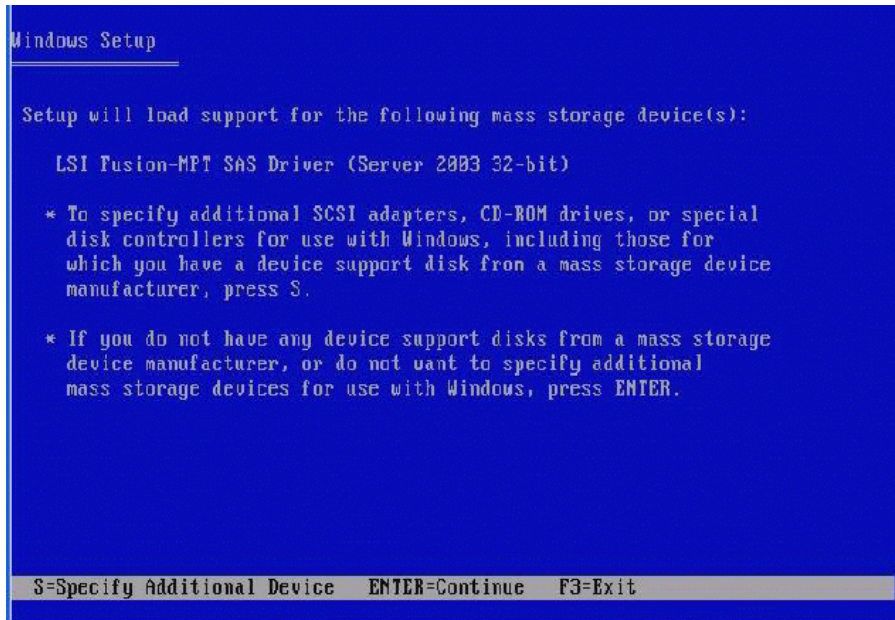 Windows Setup
Setup will load support for the following mass storage device(s):
LSI Fusion-MPT SAS Driver (Server 2003 32-bit)
* To specify additional SCSI adapters, CD-ROM drives, or special
disk controllers for use with Windows, including those for
which you have a device support disk from a mass storage device
manufacturer, press S.
* If you do not have any device support disks from a mass storage
device manufacturer, or do not want to specify additional
mass storage devices for use with Windows, press ENTER.
S=Specify Additional Device ENTER=Continue F3=Exit